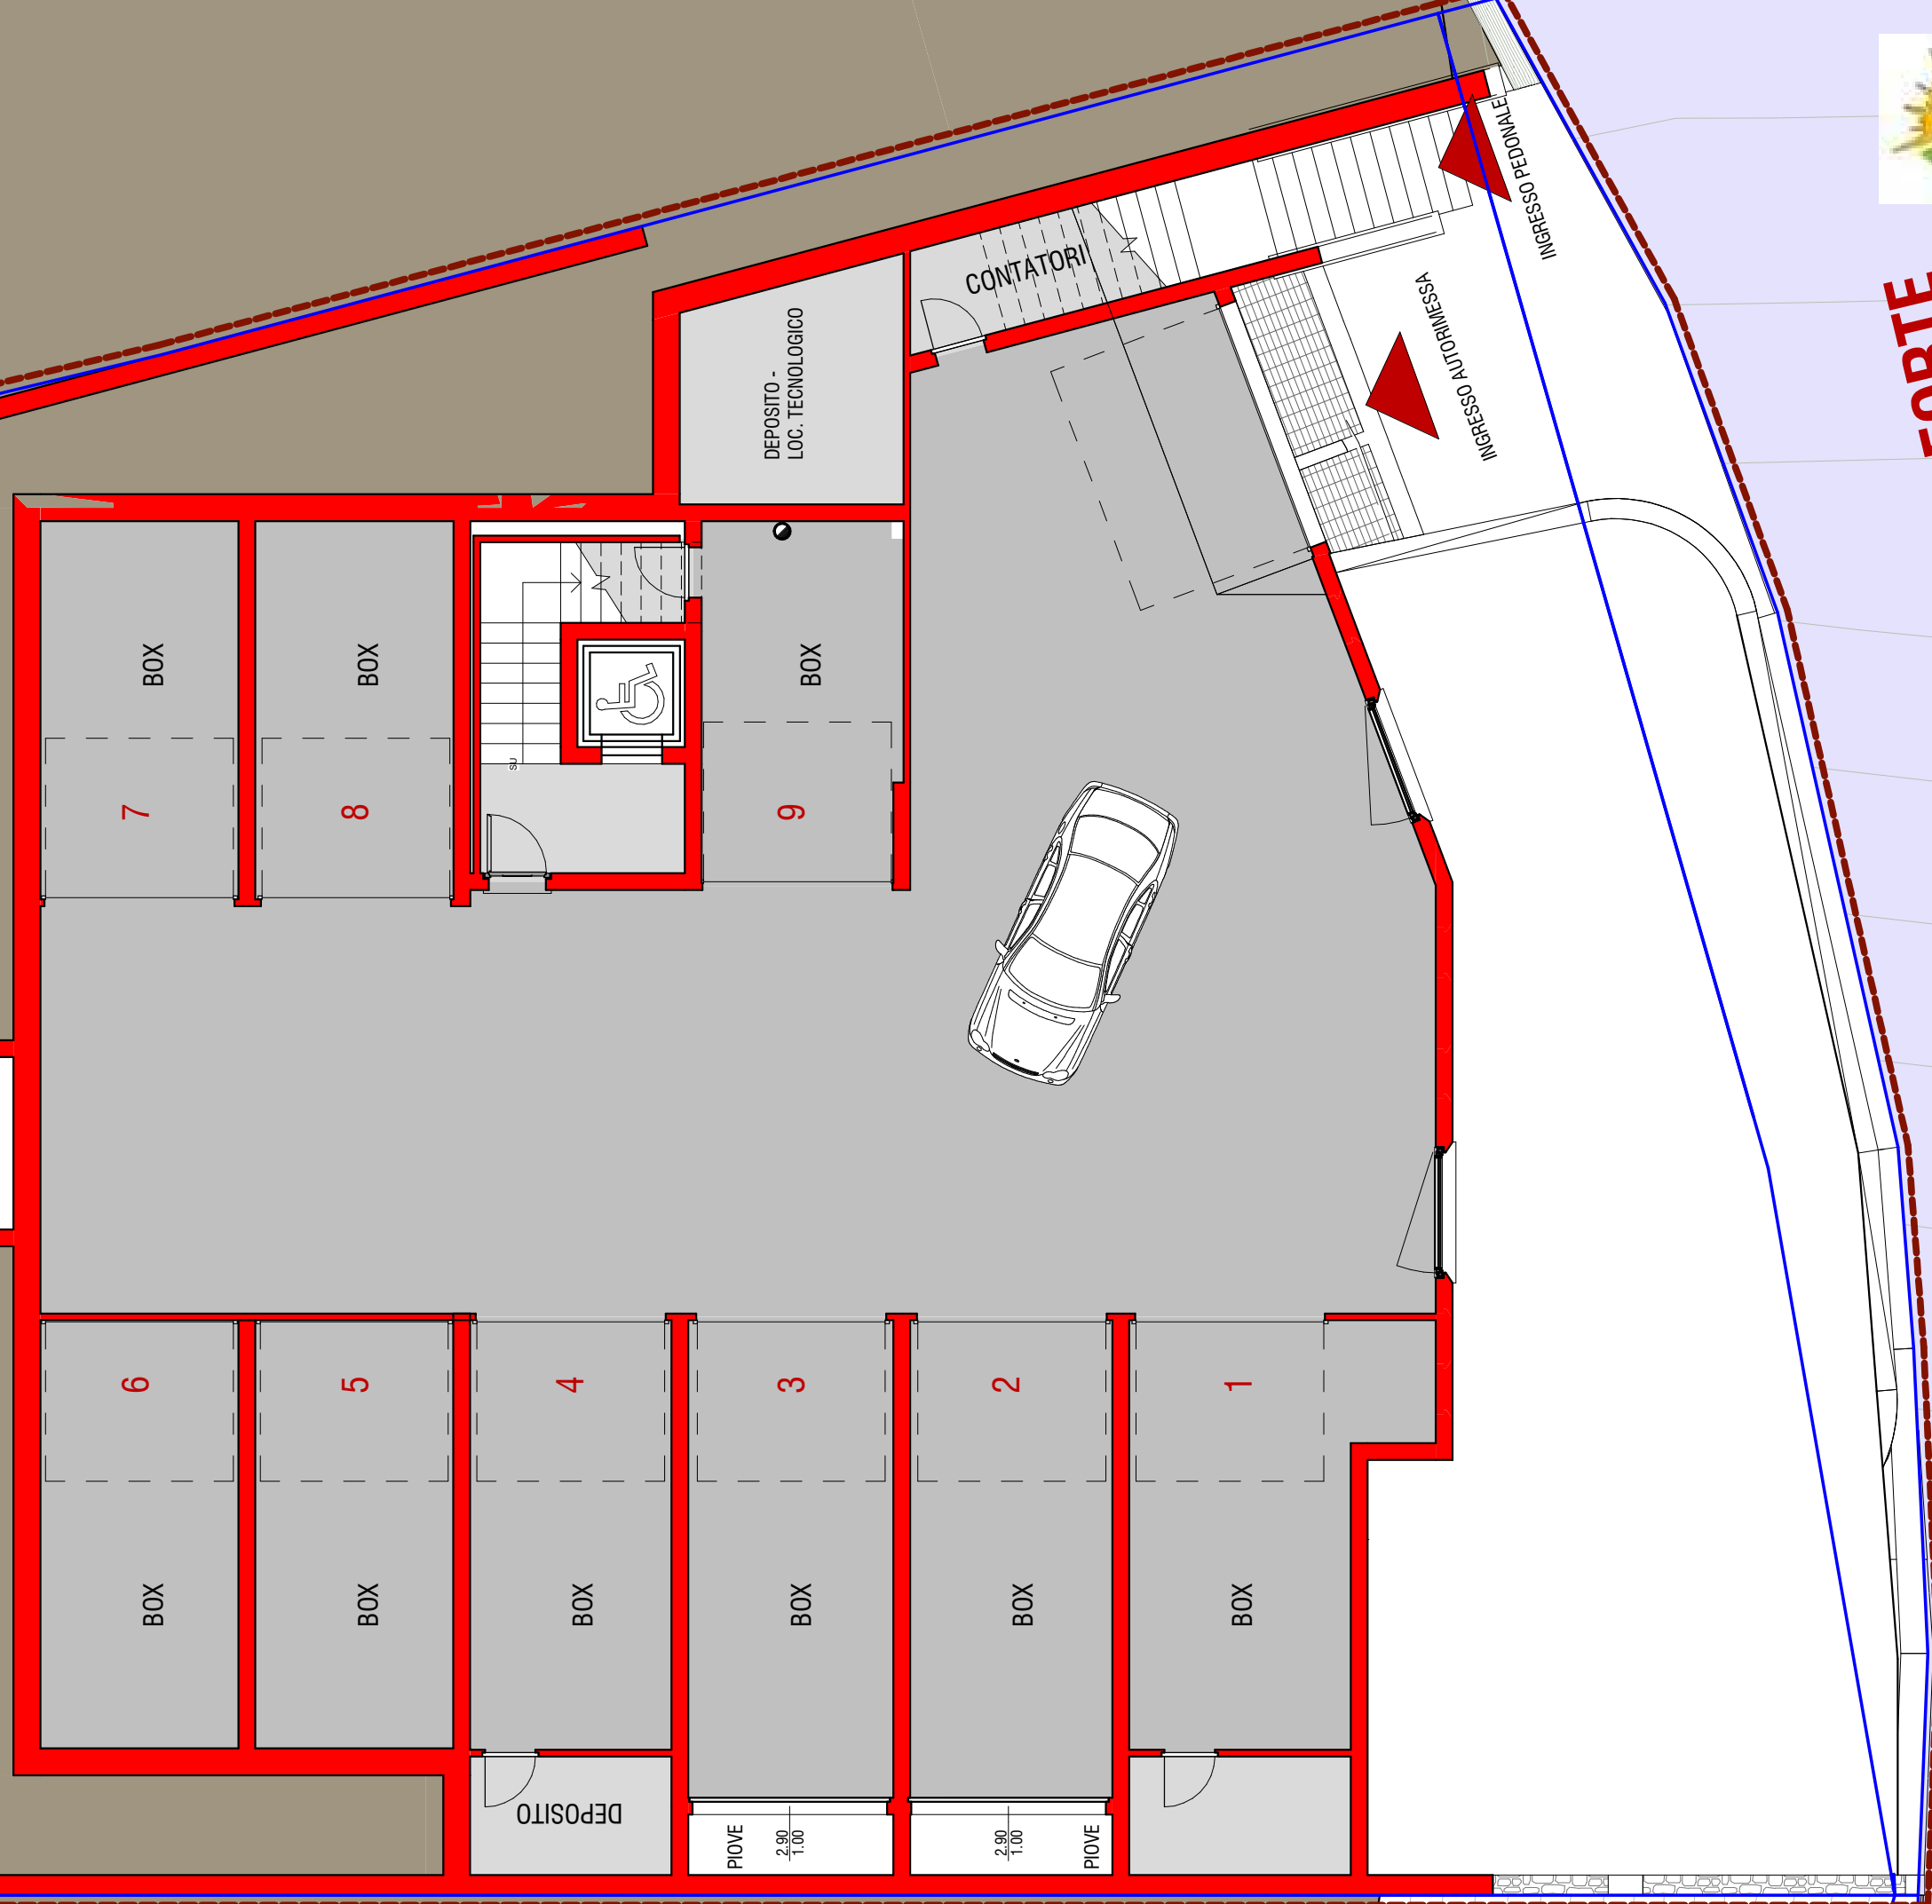 INGRESSO PEDONALE
CONTATORI
INGRESSO AUTORIMESSA
DEPOSITO -
LOC. TECNOLOGICO
BOX
BOX
BOX
SU
7
8
9
6
5
4
3
2
1
BOX
BOX
BOX
BOX
BOX
BOX
DEPOSITO
PIOVE
2.90
1.00
2.90
1.00
PIOVE